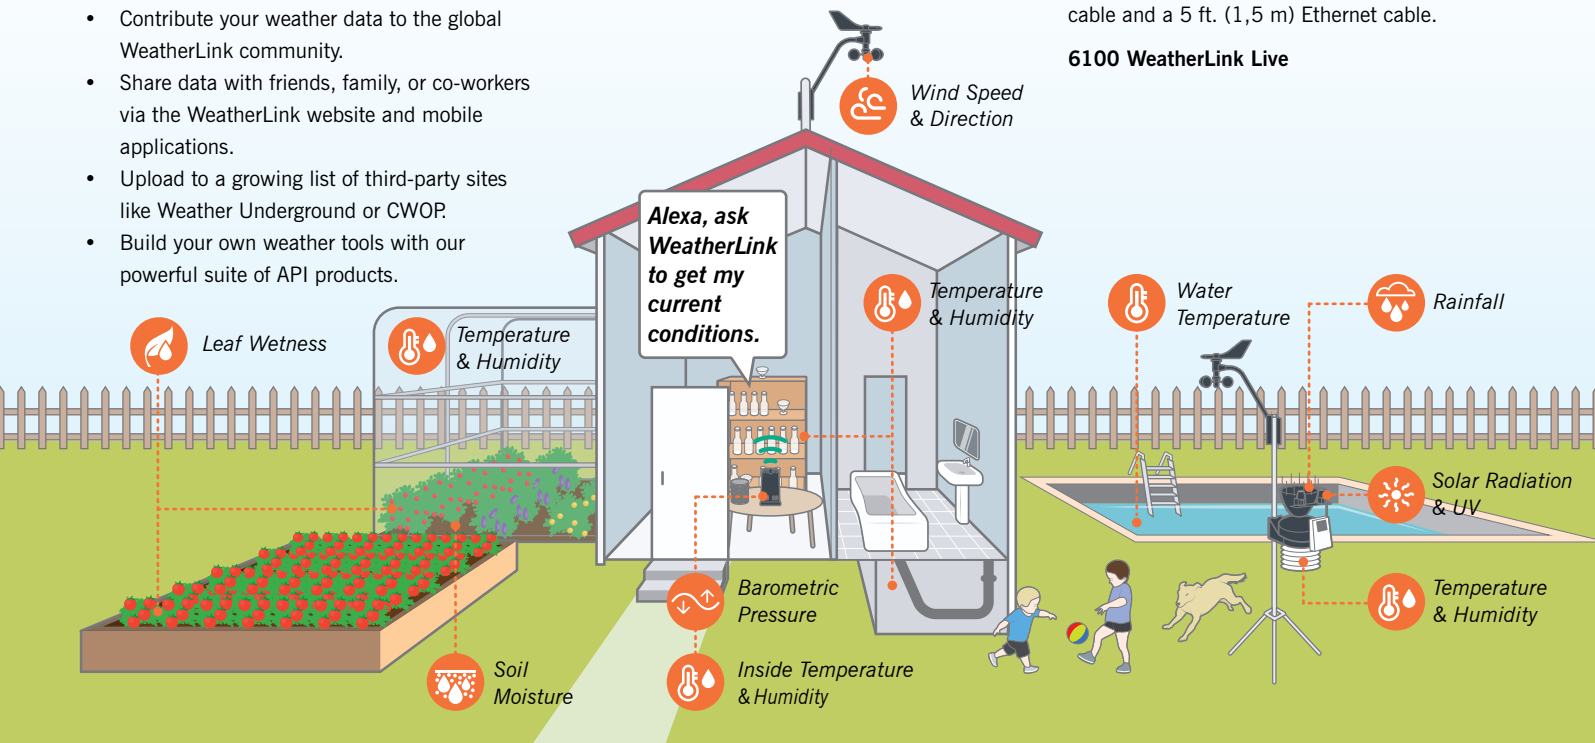 • Contribute your weather data to the global
WeatherLink community.
• Share data with friends, family, or co-workers
via the WeatherLink website and mobile
applications.
• Upload to a growing list of third-party sites
like Weather Underground or CWOP.
• Build your own weather tools with our
powerful suite of API products.
cable and a 5 ft. (1,5 m) Ethernet cable.
6100 WeatherLink Live
Wind Speed
& Direction
Alexa, ask
WeatherLink
to get my
current
conditions.
Leaf Wetness
Temperature
& Humidity
Temperature
& Humidity
Water
Temperature
Rainfall
Solar Radiation
& UV
Temperature
& Humidity
Barometric
Pressure
Soil
Moisture
Inside Temperature
& Humidity